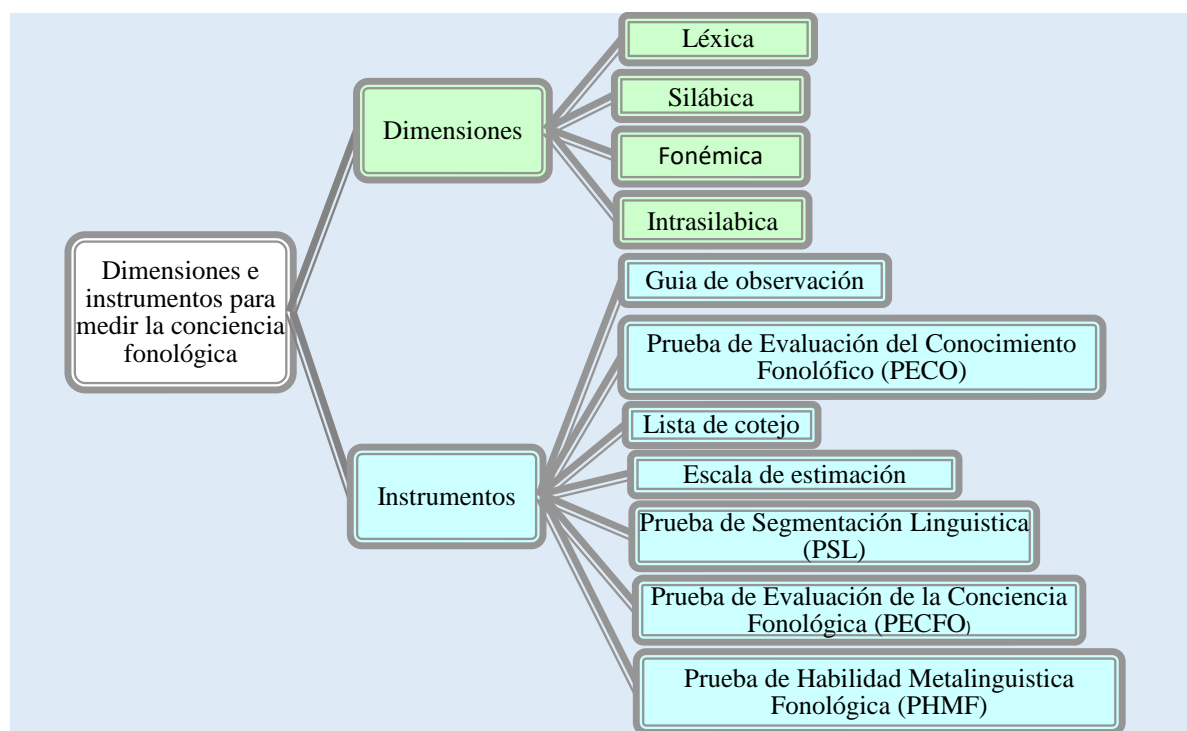 Dimensiones e
instrumentos para
medir la conciencia
fonológica
Dimensiones
Léxica
Silábica
Fonémica
Intrasilabica
Instrumentos
Guia de observación
Prueba de Evaluación del Conocimiento
Fonolófico (PECO)
Lista de cotejo
Escala de estimación
Prueba de Segmentación Linguistica
(PSL)
Prueba de Evaluación de la Conciencia
Fonológica (PECFO)
Prueba de Habilidad Metalinguistica
Fonológica (PHMF)